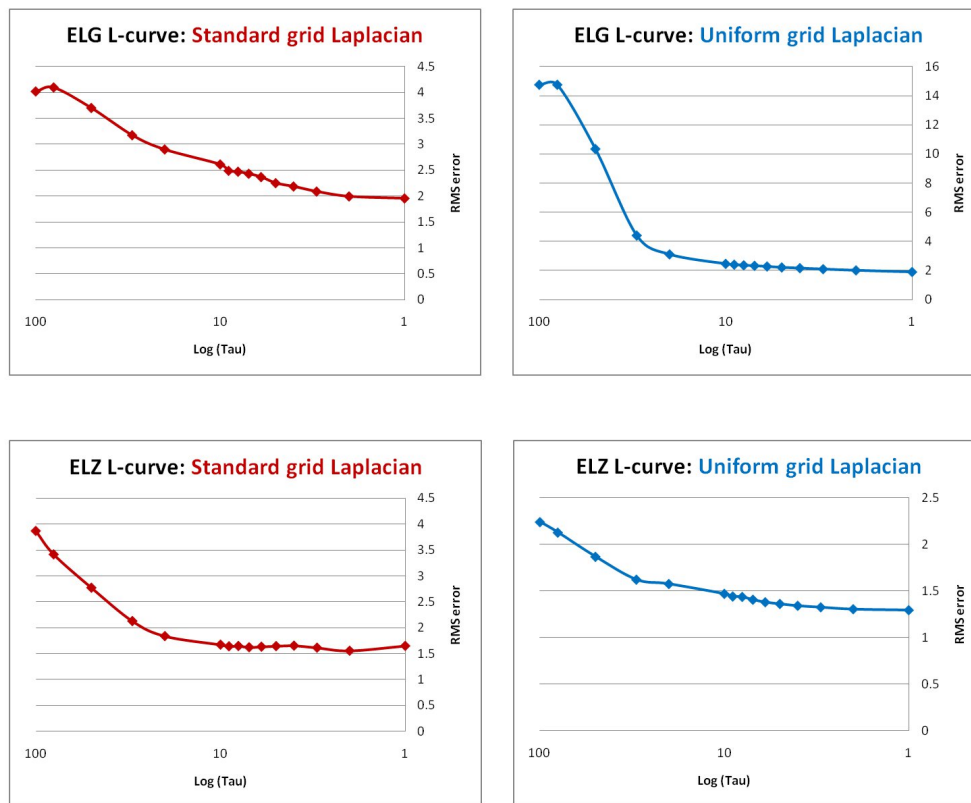 ELG L-curve: Standard grid Laplacian
4.5
4
3.5
3
2.5
2
1.5
1
0.5
0
RMS error
100 10 1
Log (Tau)
ELG L-curve: Uniform grid Laplacian
16
14
12
10
8
6
4
2
0
RMS error
100 10 1
Log (Tau)
ELZ L-curve: Standard grid Laplacian
4.5
4
3.5
3
2.5
2
1.5
1
0.5
0
RMS error
100 10 1
Log (Tau)
ELZ L-curve: Uniform grid Laplacian
2.5
2
1.5
1
0.5
0
RMS error
100 10 1
Log (Tau)